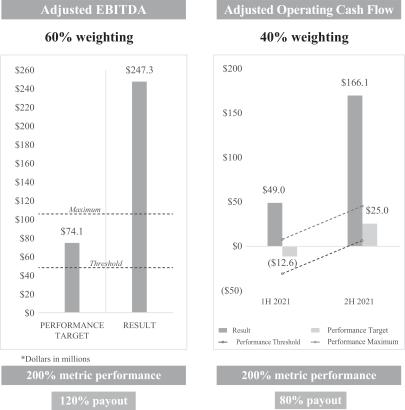 Adjusted EBITDA
60% weighting
$260
$240
$220
$200
$180
$160
$140
$120
$100
$80
$60
$40
$20
$0
$247.3
Maximum
$74.1
Threshold
PERFORMANCE
TARGET
RESULT
*Dollars in millions
200% metric performance
120% payout
Adjusted Operating Cash Flow
40% weighting
$200
$150
$100
$50
$0
($50)
$166.1
$49.0
$25.0
($12.6)
1H 2021
2H 2021
Result
Performance Target
Performance Threshold
Performance Maximum
200% metric performance
80% payout